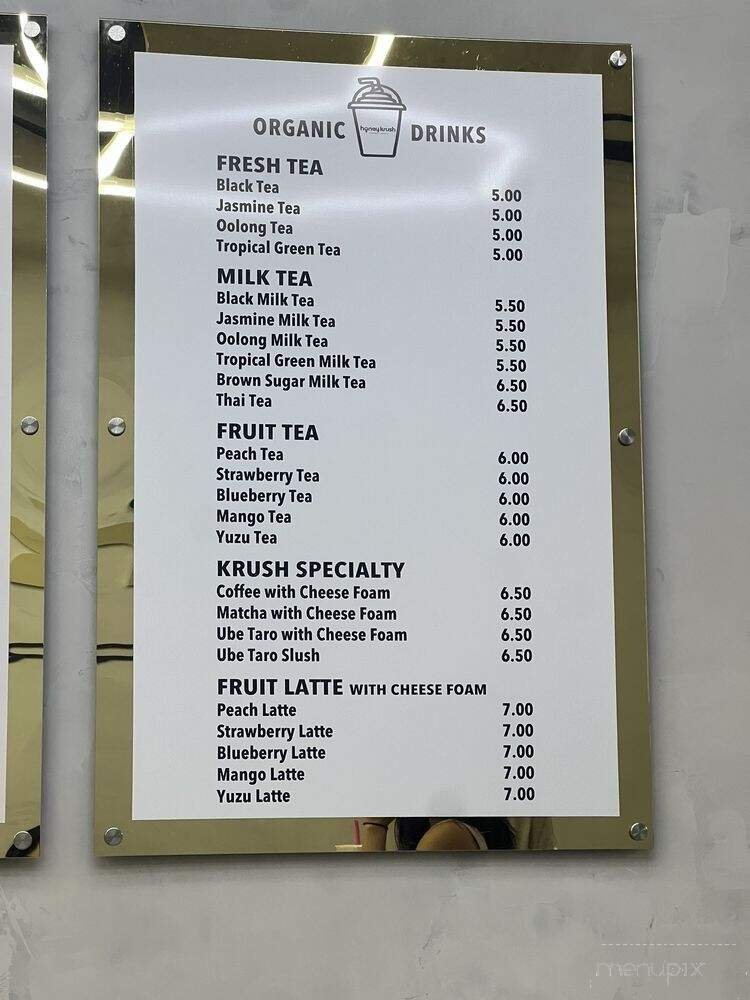 ORGANIC honeykrush DRINKS
FRESH TEA
Black Tea 5.00
Jasmine Tea 5.00
Oolong Tea 5.00
Tropical Green Tea 5.00
MILK TEA
Black Milk Tea 5.50
Jasmine Milk Tea 5.50
Oolong Milk Tea 5.50
Tropical Green Milk Tea 5.50
Brown Sugar Milk Tea 6.50
Thai Tea 6.50
FRUIT TEA
Peach Tea 6.00
Strawberry Tea 6.00
Blueberry Tea 6.00
Mango Tea 6.00
Yuzu Tea 6.00
KRUSH SPECIALTY
Coffee with Cheese Foam 6.50
Matcha with Cheese Foam 6.50
Ube Taro with Cheese Foam 6.50
Ube Taro Slush 6.50
FRUIT LATTE WITH CHEESE FOAM
Peach Latte 7.00
Strawberry Latte 7.00
Blueberry Latte 7.00
Mango Latte 7.00
Yuzu Latte 7.00
menupix